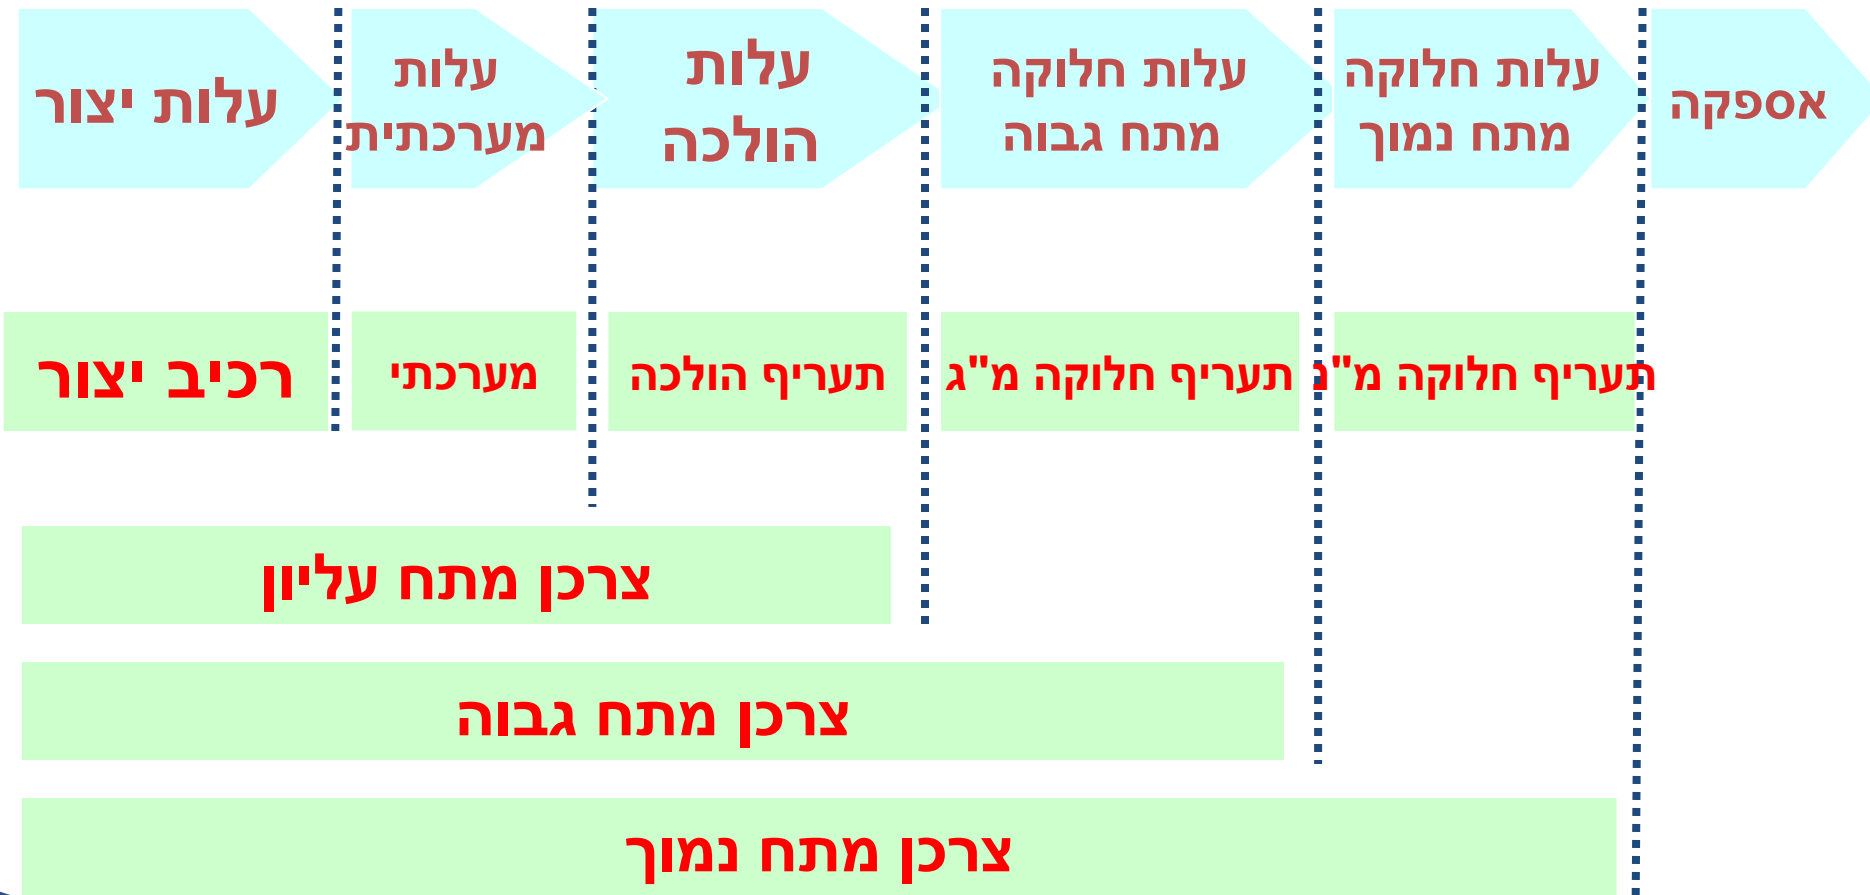 עלות יצור
עלות
מערכתית
עלות
הולכה
עלות חלוקה
מתח גבוה
עלות חלוקה
מתח נמוך
אספקה
רכיב יצור
מערכתי
תעריף הולכה
תעריף חלוקה מ"ג
תעריף חלוקה מ"נ
צרכן מתח עליון
צרכן מתח גבוה
צרכן מתח נמוך